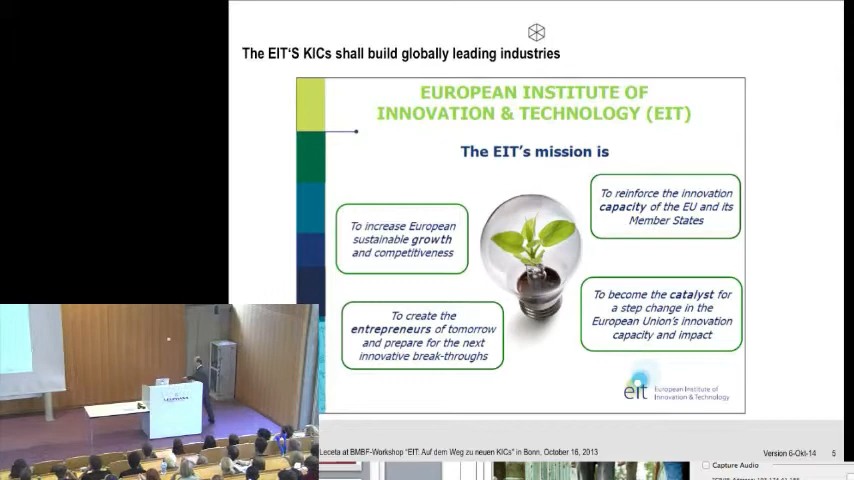 The EIT'S KICs shall build globally leading industries
EUROPEAN INSTITUTE OF
INNOVATION & TECHNOLOGY (EIT)
The EIT's mission is
To increase European
sustainable growth
and competitiveness
To reinforce the innovation
capacity of the EU and its
Member States
To create the
entrepreneurs of tomorrow
and prepare for the next
innovative break-throughs
To become the catalyst for
a step change in the
European Union's innovation
capacity and impact
eit European Institute of
Innovation & Technology
Leceta at BMBF-Workshop "EIT: Auf dem Weg zu neuen KICs" in Bonn, October 16, 2013
Version 6-Okt-14 5
Capture Audio